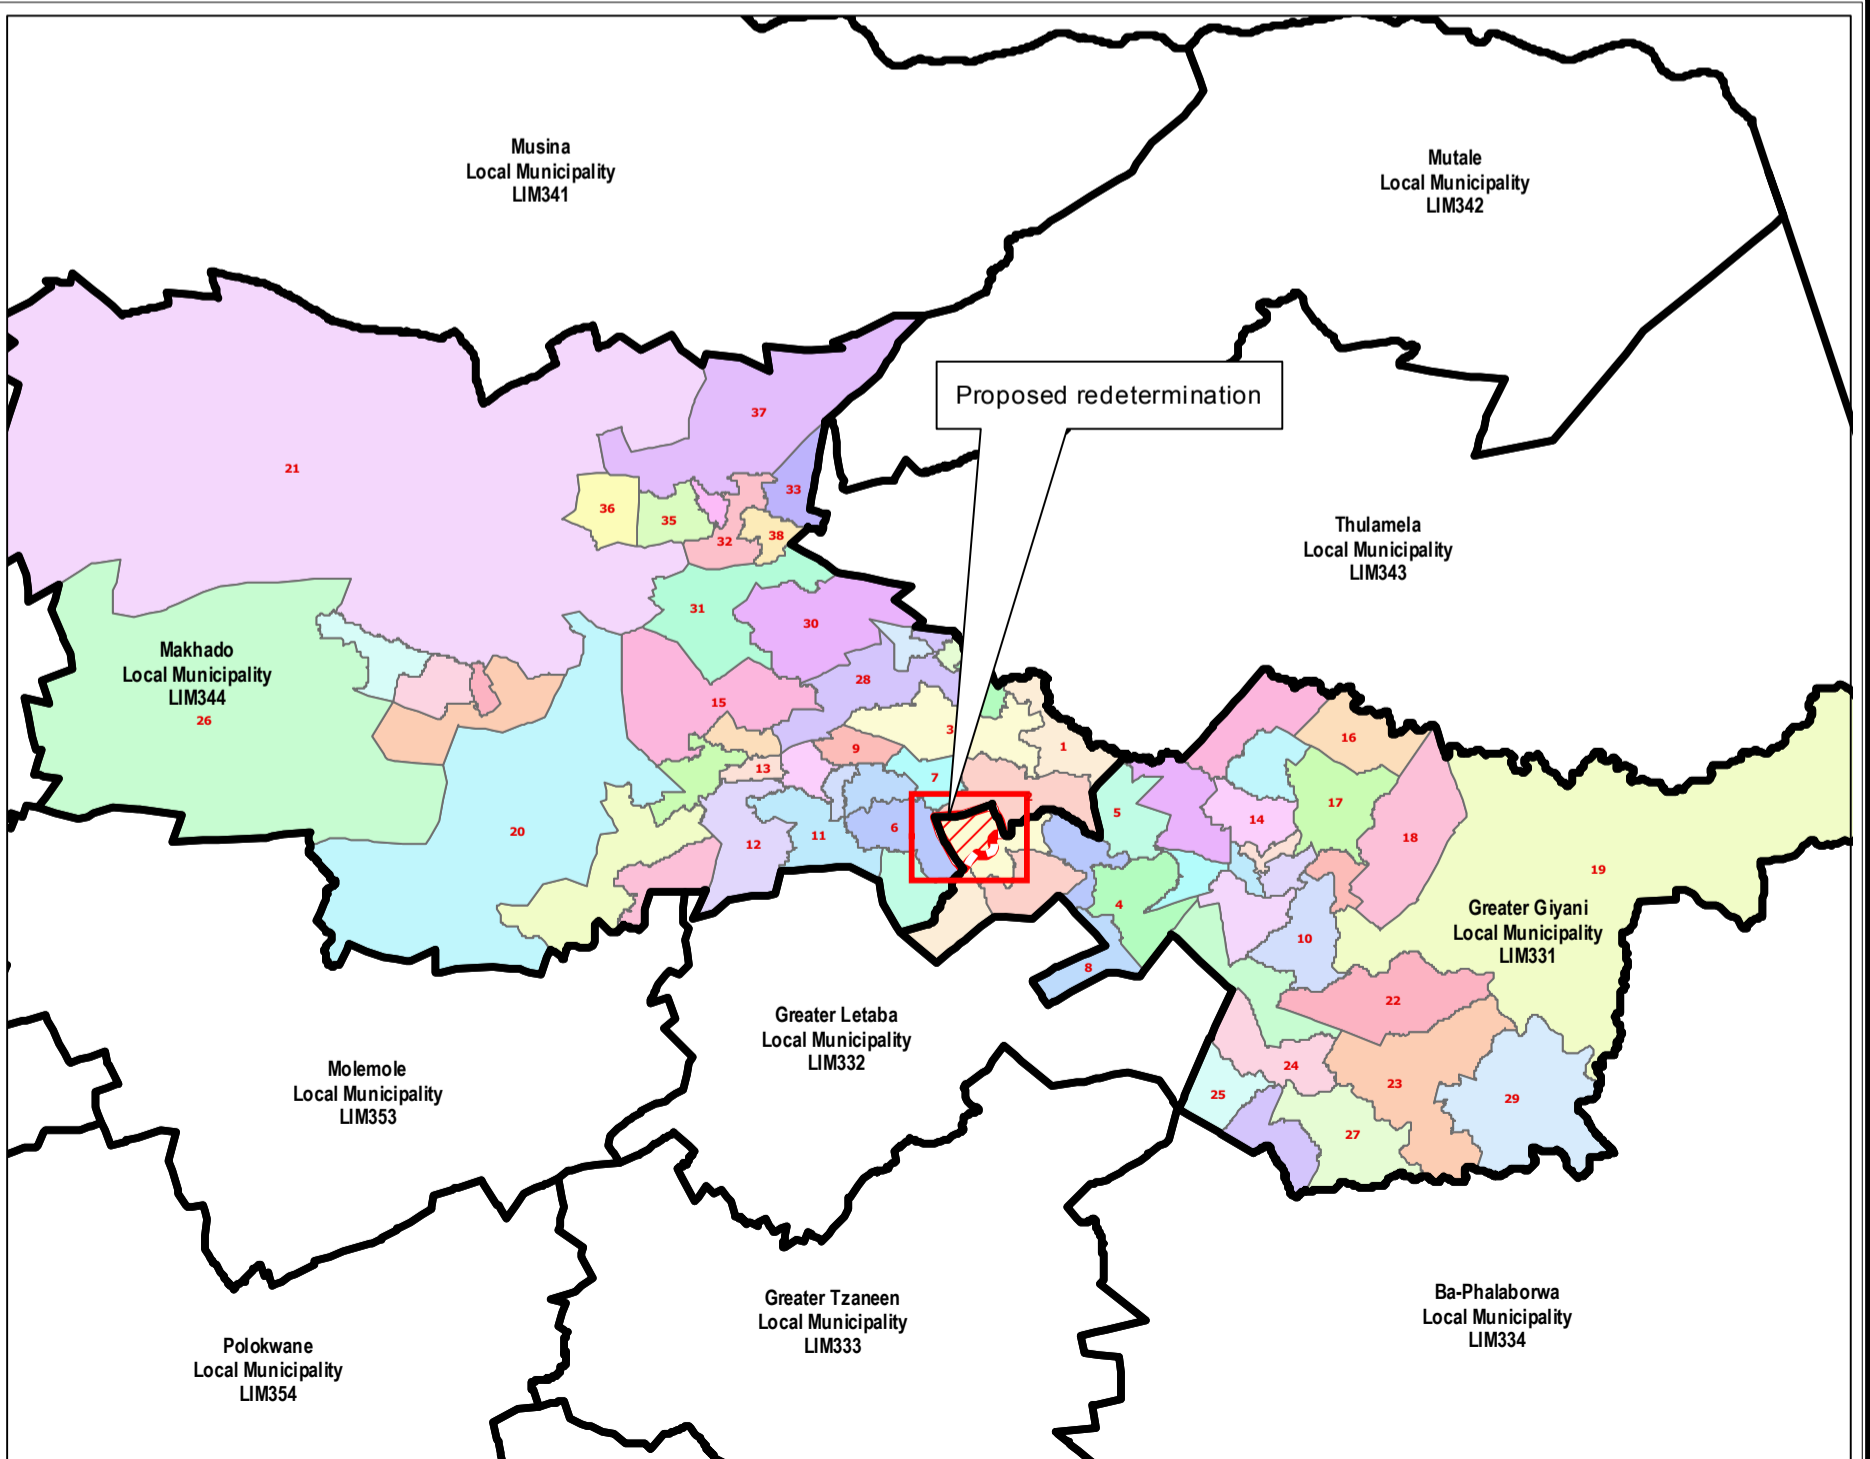 Musina
Local Municipality
LIM341
Mutale
Local Municipality
LIM342
Proposed redetermination
37
21
33
36
35
38
32
Thulamela
Local Municipality
LIM343
31
30
Makhado
Local Municipality
LIM344
26
28
15
3
1
9
13
7
2
16
5
17
14
18
20
12
11
6
19
4
Greater Giyani
Local Municipality
LIM331
10
8
22
Greater Letaba
Local Municipality
LIM332
Molemole
Local Municipality
LIM353
24
25
23
29
27
Greater Tzaneen
Local Municipality
LIM333
Ba-Phalaborwa
Local Municipality
LIM334
Polokwane
Local Municipality
LIM354